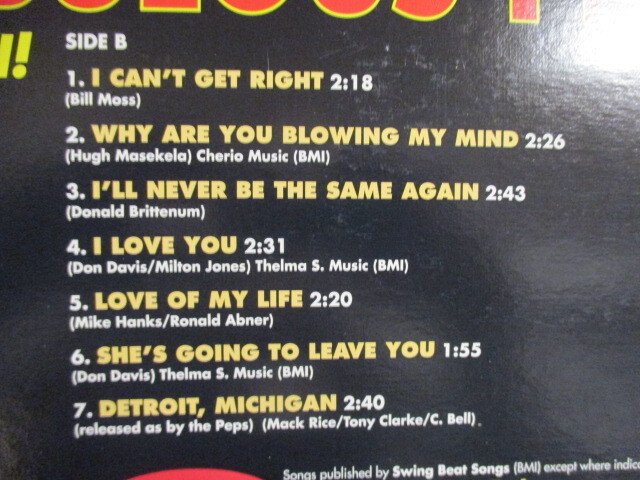 SIDE B
1. I CAN'T GET RIGHT 2:18
(Bill Moss)
2. WHY ARE YOU BLOWING MY MIND 2:26
(Hugh Masekela) Cherio Music (BMI)
3. I'LL NEVER BE THE SAME AGAIN 2:43
(Donald Brittenum)
4. I LOVE YOU 2:31
(Don Davis/Milton Jones) Thelma S. Music (BMI)
5. LOVE OF MY LIFE 2:20
(Mike Hanks/Ronald Abner)
6. SHE'S GOING TO LEAVE YOU 1:55
(Don Davis) Thelma S. Music (BMI)
7. DETROIT, MICHIGAN 2:40
(released as by the Peps) (Mack Rice/Tony Clarke/C. Bell)
Songs published by Swing Beat Songs (BMI) except where